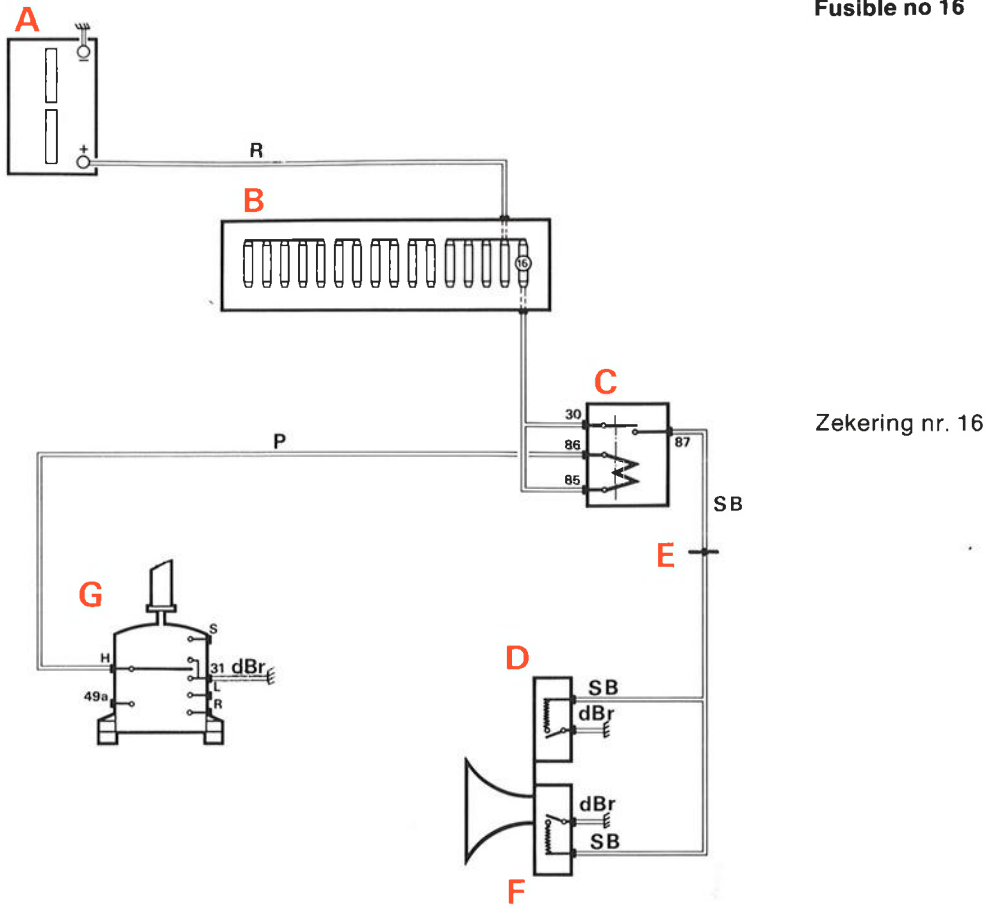 Fusible no 16
A
−
+
R
B
16
C
30
86
85
87
Zekering nr. 16
P
SB
E
G
S
H
31 dBr
L
49a
R
D
SB
dBr
dBr
SB
F